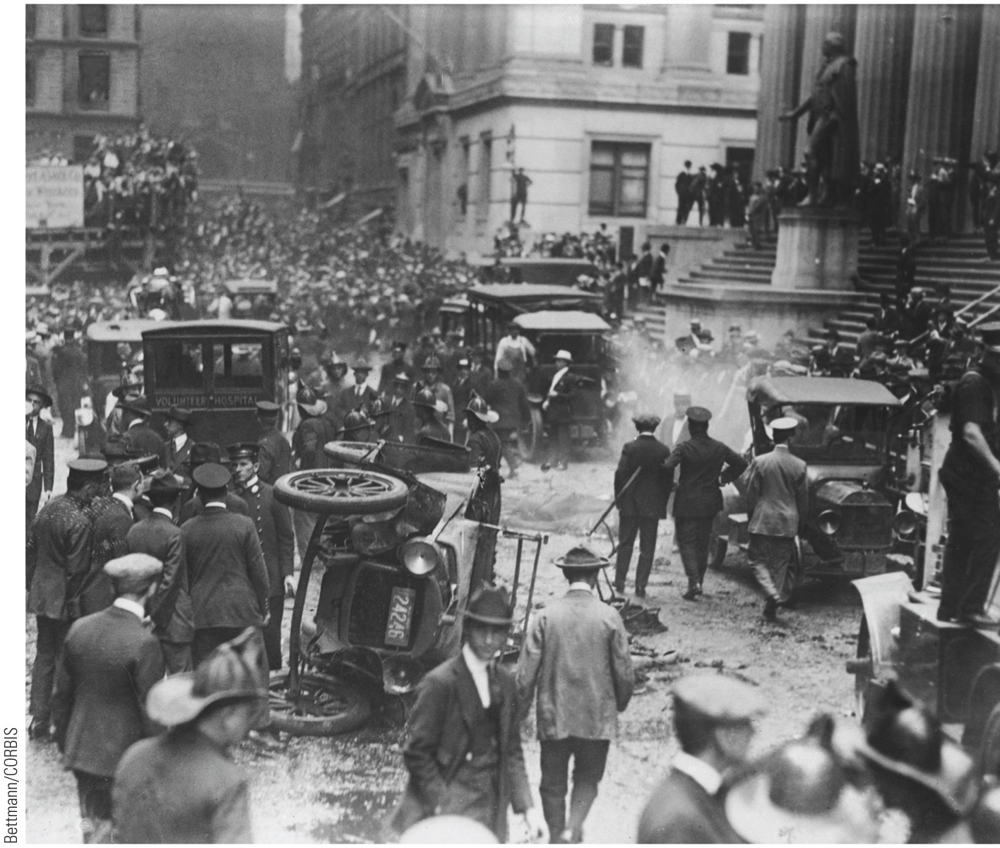 VOLUNTEER HOSPITAL
24246
Bettmann/CORBIS